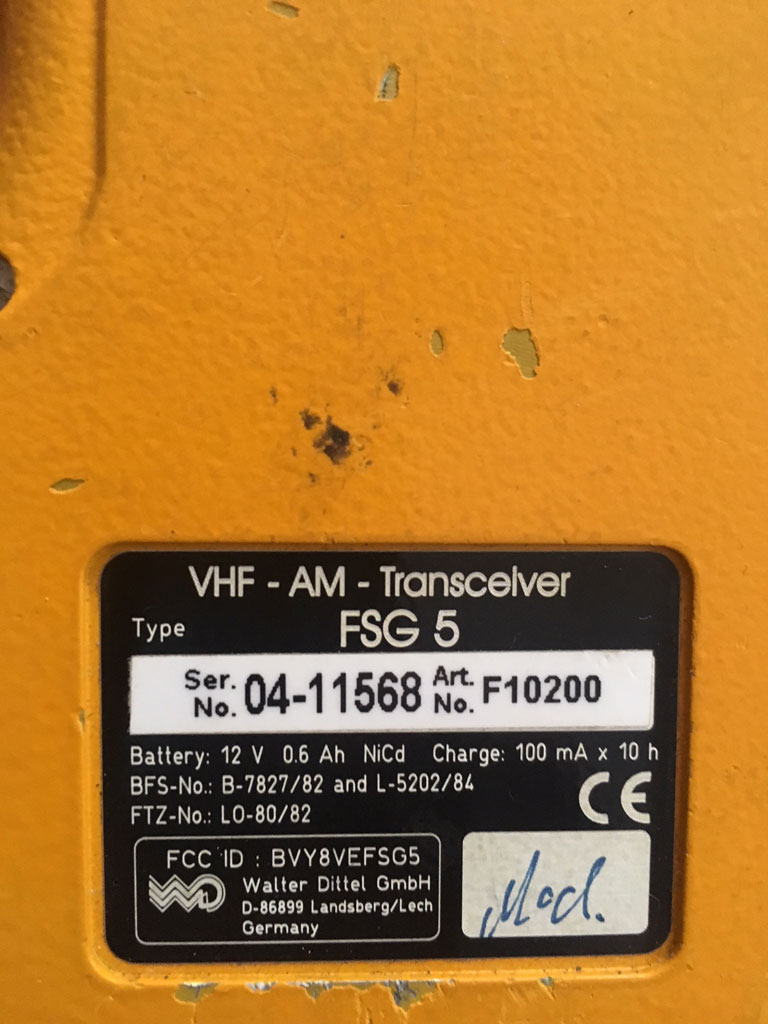 VHF - AM - Transceiver
Type FSG 5
Ser. No. 04-11568 Art. No. F10200
Battery: 12 V 0.6 Ah NiCd Charge: 100 mA x 10 h
BFS-No.: B-7827/82 and L-5202/84
FTZ-No.: LO-80/82
CE
FCC ID : BVY8VEFSG5
Walter Dittel GmbH
D-86899 Landsberg/Lech
Germany
Mod.